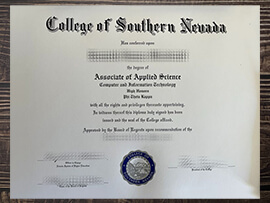 College of Southern Nevada
Has conferred upon
the degree of
Associate of Applied Science
Computer and Information Technology
High Honors
Phi Theta Kappa
with all the rights and privileges thereunto appertaining.
In witness thereof this diploma duly signed has been
issued and the seal of the College affixed.
Approved by the Board of Regents upon recommendation of the